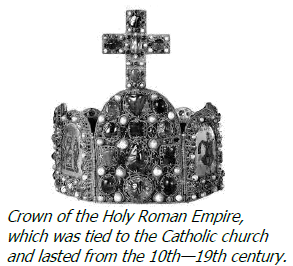 Crown of the Holy Roman Empire,
which was tied to the Catholic church
and lasted from the 10th—19th century.